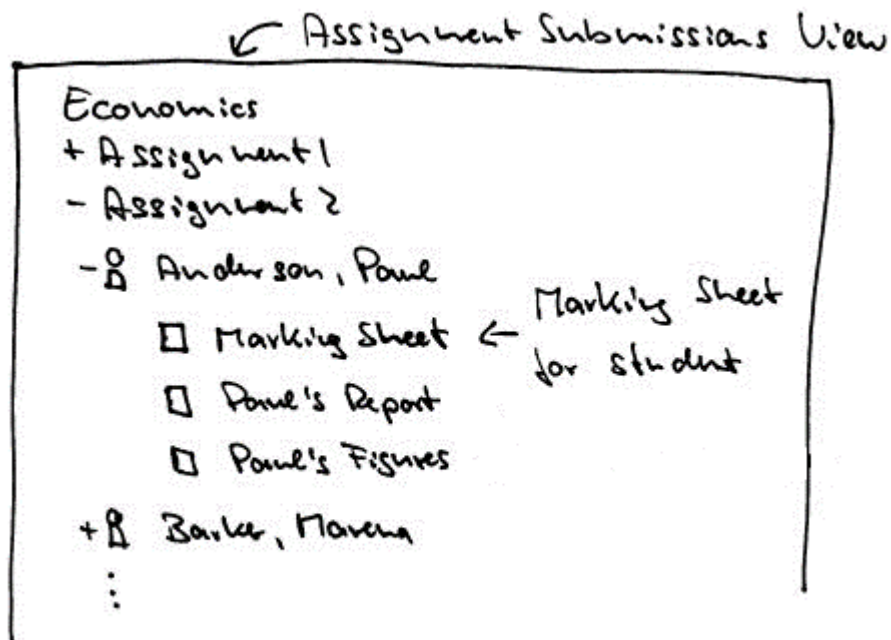 Assignment Submissions View
Economics
+ Assignment 1
- Assignment 2
- Anderson, Paul
Marking Sheet ← Marking Sheet
for student
Paul's Report
Paul's Figures
+ Barker, Marena
⋮